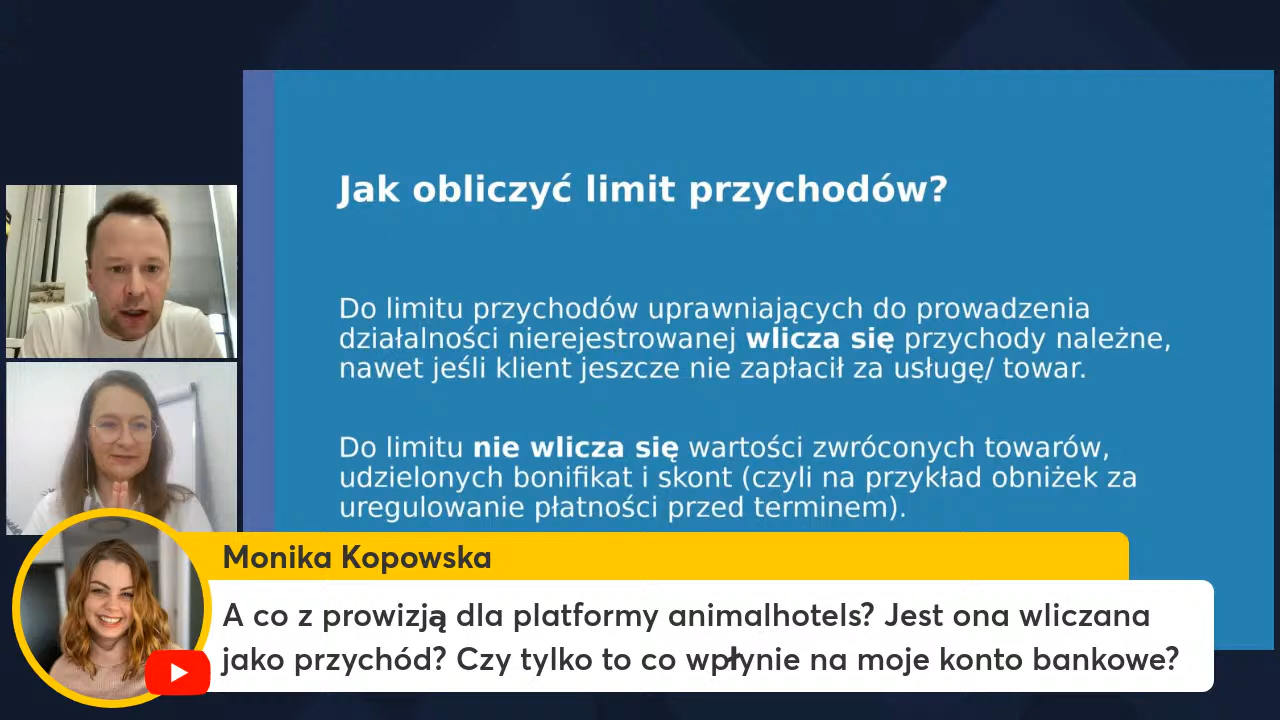 Jak obliczyć limit przychodów?
Do limitu przychodów uprawniających do prowadzenia
działalności nierejestrowanej wlicza się przychody należne,
nawet jeśli klient jeszcze nie zapłacił za usługę/ towar.
Do limitu nie wlicza się wartości zwróconych towarów,
udzielonych bonifikat i skont (czyli na przykład obniżek za
uregulowanie płatności przed terminem).
Monika Kopowska
A co z prowizją dla platformy animalhotels? Jest ona wliczana
jako przychód? Czy tylko to co wpłynie na moje konto bankowe?